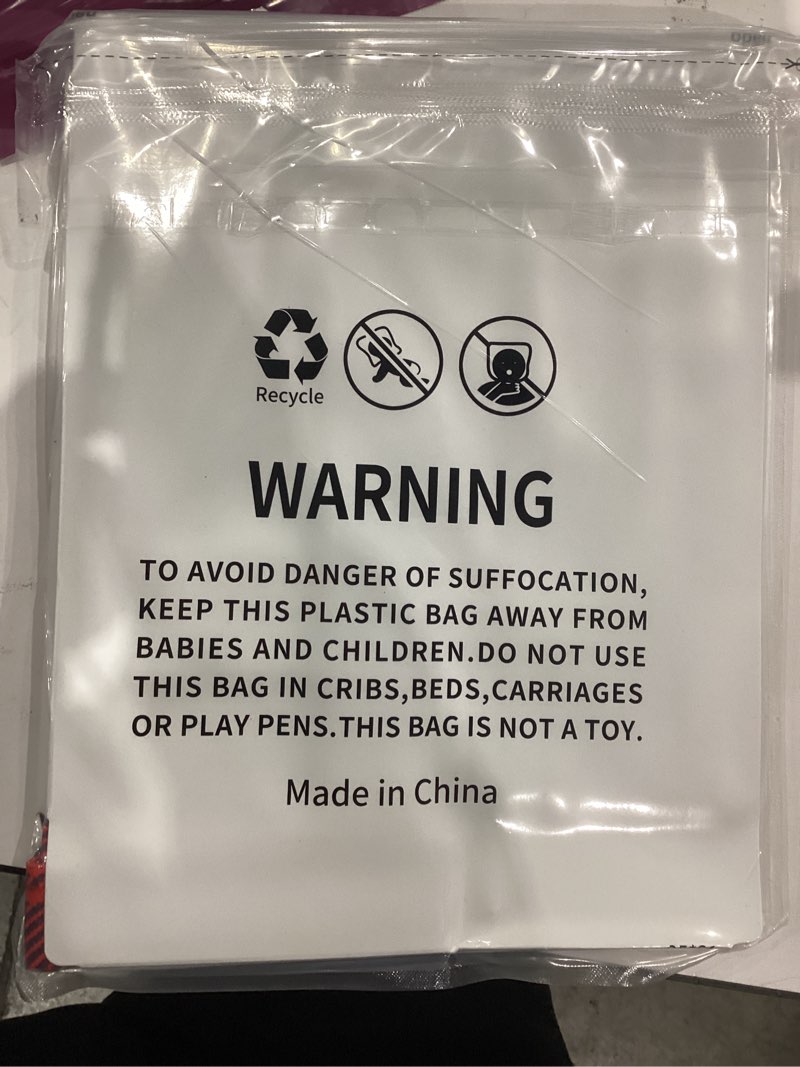 open
Recycle
WARNING
TO AVOID DANGER OF SUFFOCATION,
KEEP THIS PLASTIC BAG AWAY FROM
BABIES AND CHILDREN.DO NOT USE
THIS BAG IN CRIBS,BEDS,CARRIAGES
OR PLAY PENS.THIS BAG IS NOT A TOY.
Made in China